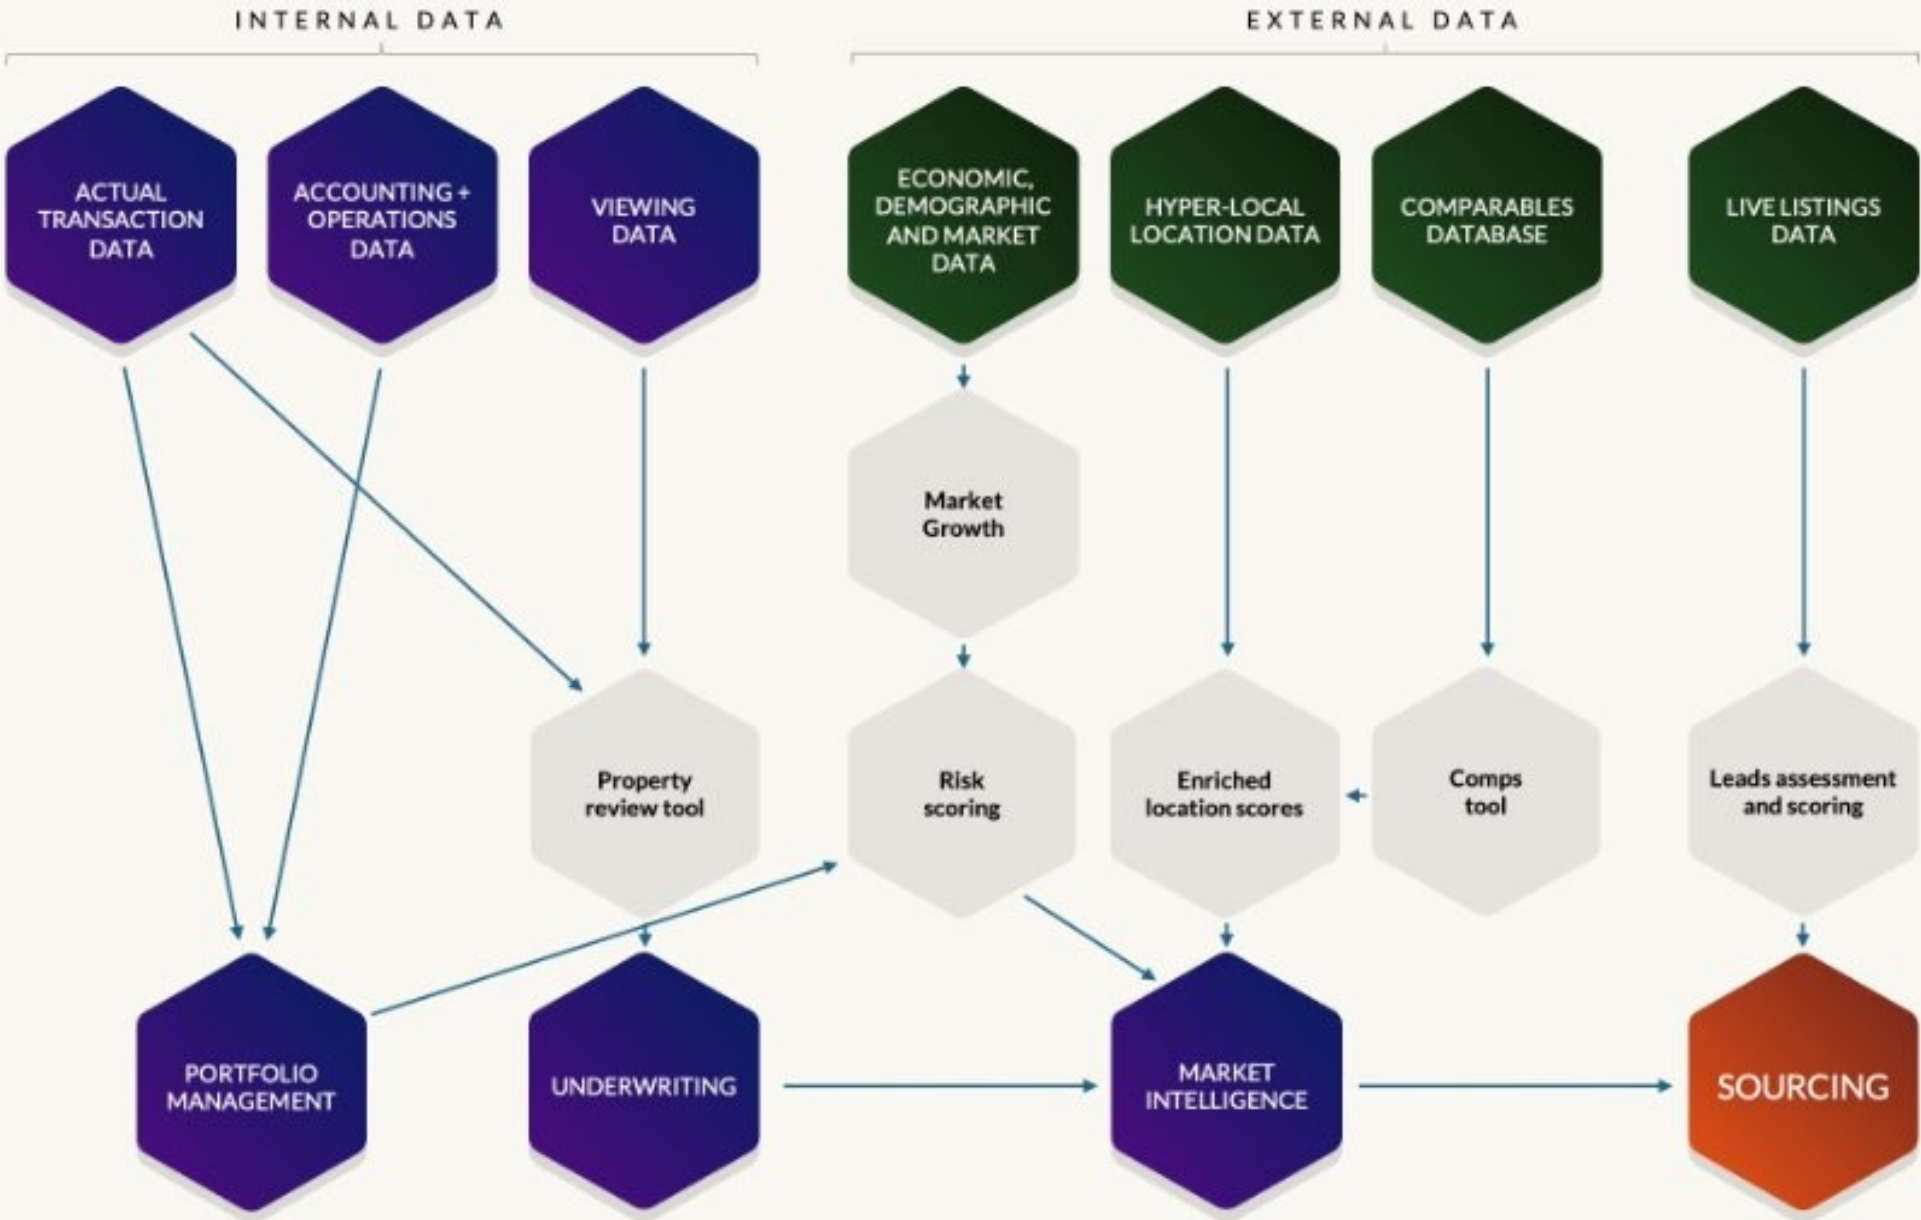 INTERNAL DATA
EXTERNAL DATA
ACTUAL
TRANSACTION
DATA
ACCOUNTING +
OPERATIONS
DATA
VIEWING
DATA
ECONOMIC,
DEMOGRAPHIC
AND MARKET
DATA
HYPER-LOCAL
LOCATION DATA
COMPARABLES
DATABASE
LIVE LISTINGS
DATA
Market
Growth
Property
review tool
Risk
scoring
Enriched
location scores
Comps
tool
Leads assessment
and scoring
PORTFOLIO
MANAGEMENT
UNDERWRITING
MARKET
INTELLIGENCE
SOURCING